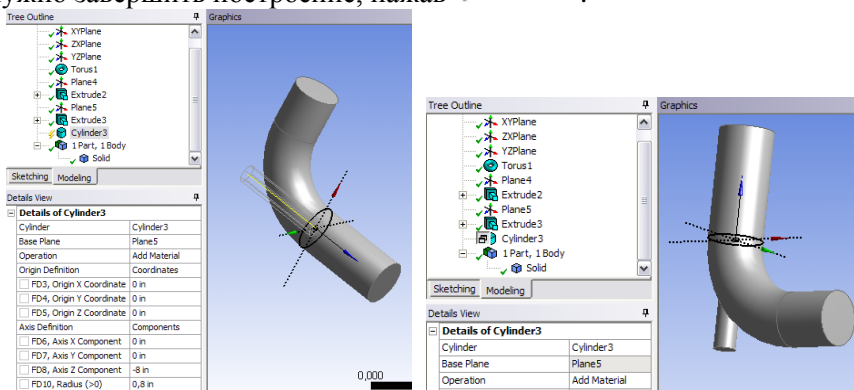 нужно завершить построение, нажав
Tree Outline
Graphics
XYPlane
ZXPlane
YZPlane
Torus1
Plane4
Extrude2
Plane5
Extrude3
Cylinder3
1 Part, 1 Body
Solid
Sketching Modeling
Details View
Details of Cylinder3
Cylinder Cylinder3
Base Plane Plane5
Operation Add Material
Origin Definition Coordinates
FD3, Origin X Coordinate 0 in
FD4, Origin Y Coordinate 0 in
FD5, Origin Z Coordinate 0 in
Axis Definition Components
FD6, Axis X Component 0 in
FD7, Axis Y Component 0 in
FD8, Axis Z Component -8 in
FD10, Radius (>0) 0,8 in
0,000
Tree Outline
Graphics
XYPlane
ZXPlane
YZPlane
Torus1
Plane4
Extrude2
Plane5
Extrude3
Cylinder3
1 Part, 1 Body
Solid
Sketching Modeling
Details View
Details of Cylinder3
Cylinder Cylinder3
Base Plane Plane5
Operation Add Material